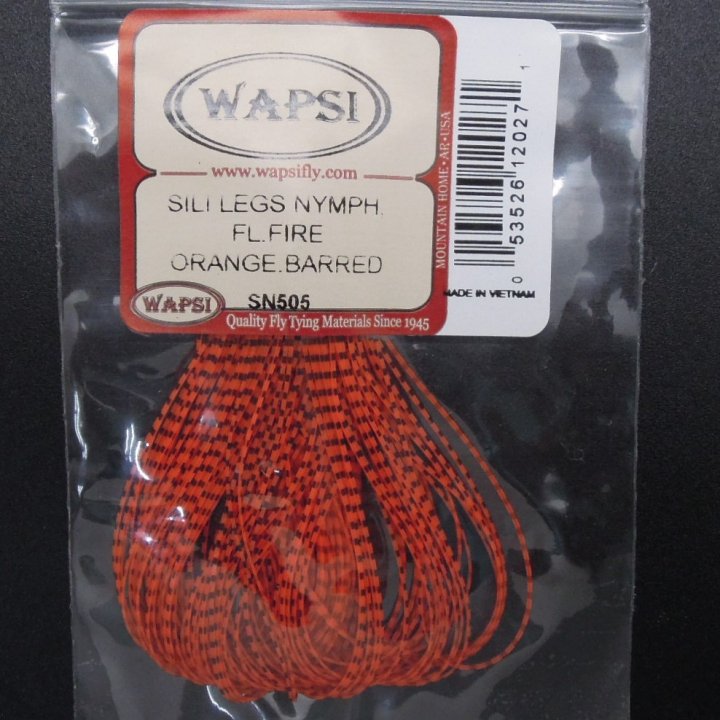 WAPSI
www.wapsifly.com
SILI LEGS NYMPH.
FL.FIRE
ORANGE.BARRED
WAPSI
SN505
Quality Fly Tying Materials Since 1945
MOUNTAIN HOME • AR • USA
0 53526 12027 1
MADE IN VIETNAM